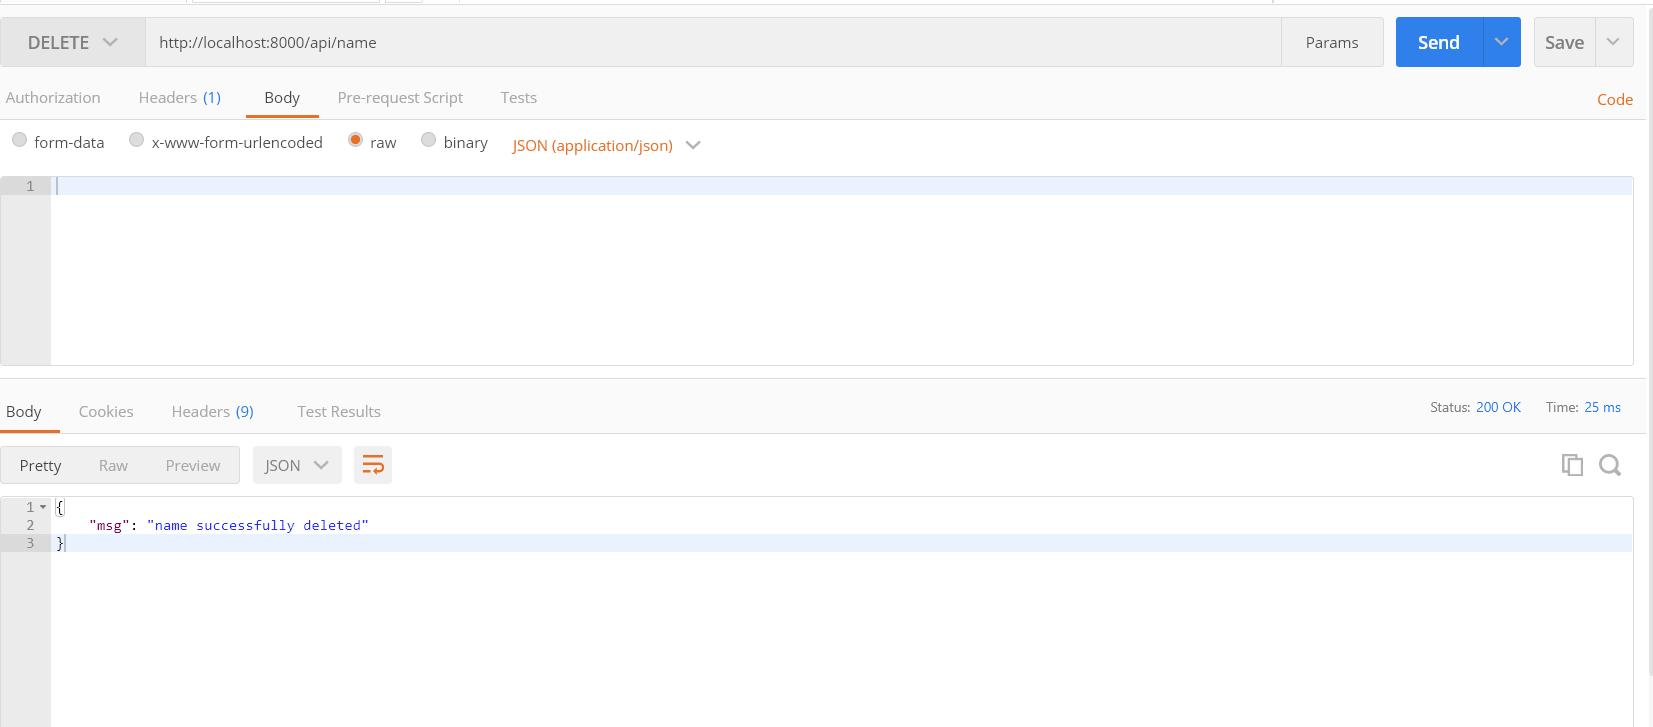 DELETE http://localhost:8000/api/name Params Send Save
Authorization Headers (1) Body Pre-request Script Tests Code
form-data x-www-form-urlencoded raw binary JSON (application/json)
1
Body Cookies Headers (9) Test Results Status: 200 OK Time: 25 ms
Pretty Raw Preview JSON
1 {
2 "msg": "name successfully deleted"
3 }